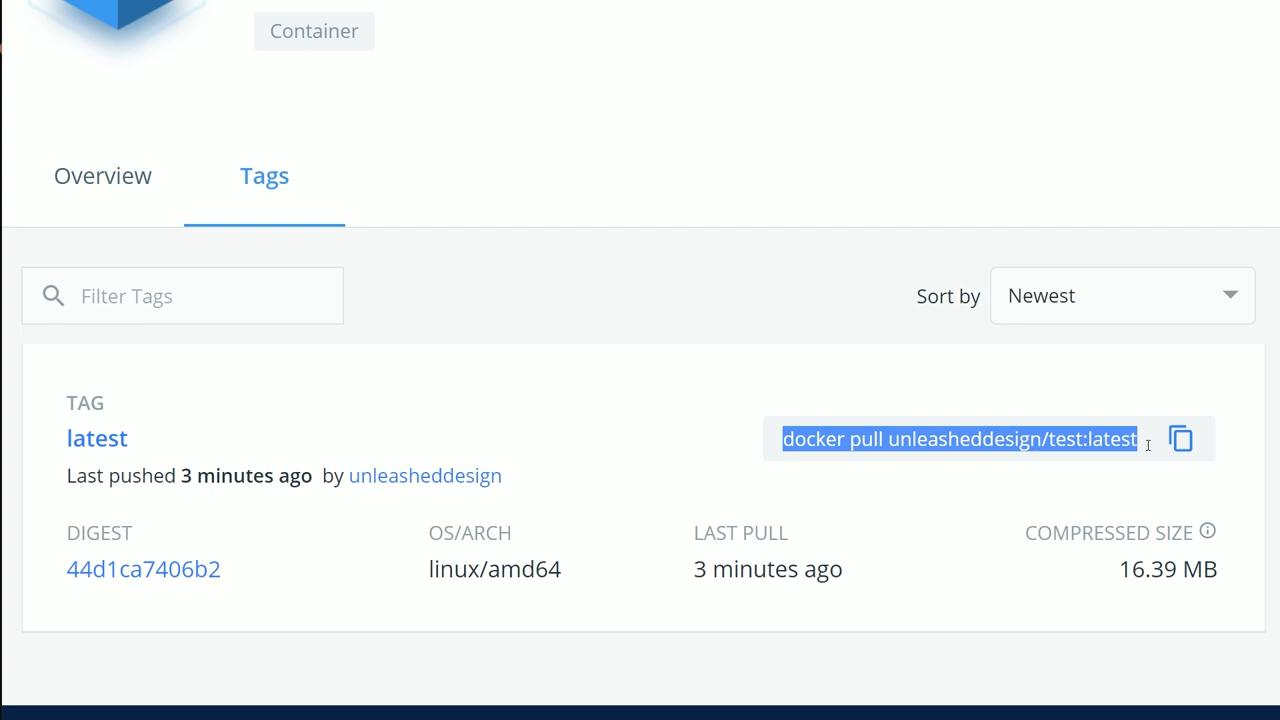 Container
Overview Tags
Filter Tags Sort by Newest
TAG
latest docker pull unleasheddesign/test:latest
Last pushed 3 minutes ago by unleasheddesign
DIGEST OS/ARCH LAST PULL COMPRESSED SIZE
44d1ca7406b2 linux/amd64 3 minutes ago 16.39 MB